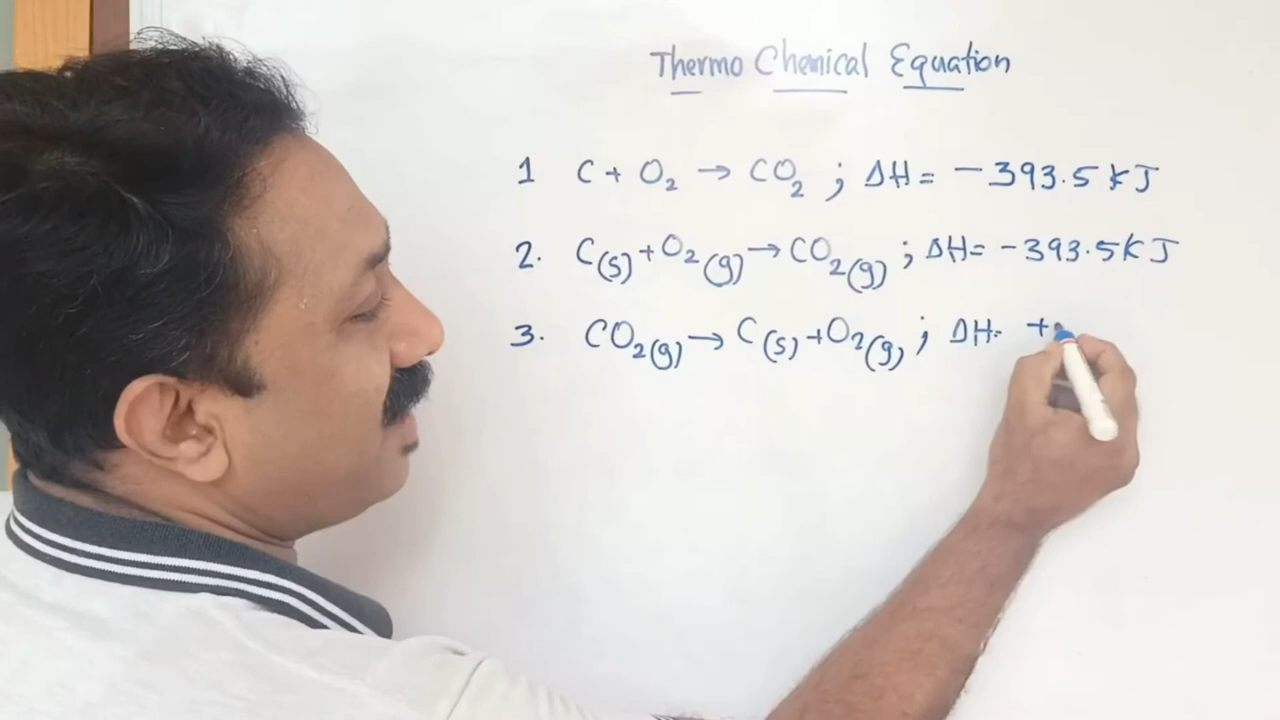 Thermo Chemical Equation
1 C + O₂ → CO₂ ; ΔH = -393.5 kJ
2. C(s) + O₂(g) → CO₂(g) ; ΔH = -393.5 kJ
3. CO₂(g) → C(s) + O₂(g) ; ΔH = +